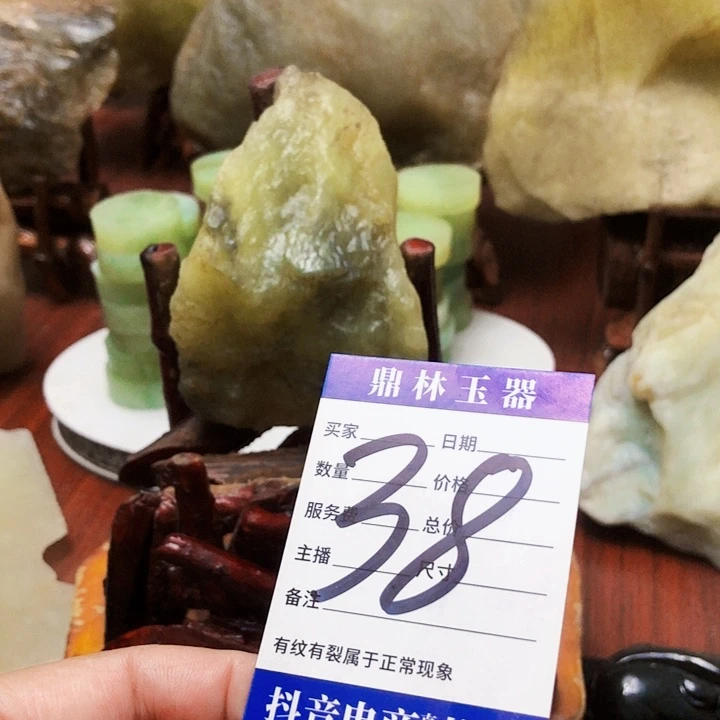 鼎林玉器
买家 日期
数量 价格
服务费 总价
主播 尺寸
备注
38
有纹有裂属于正常现象
抖音电商